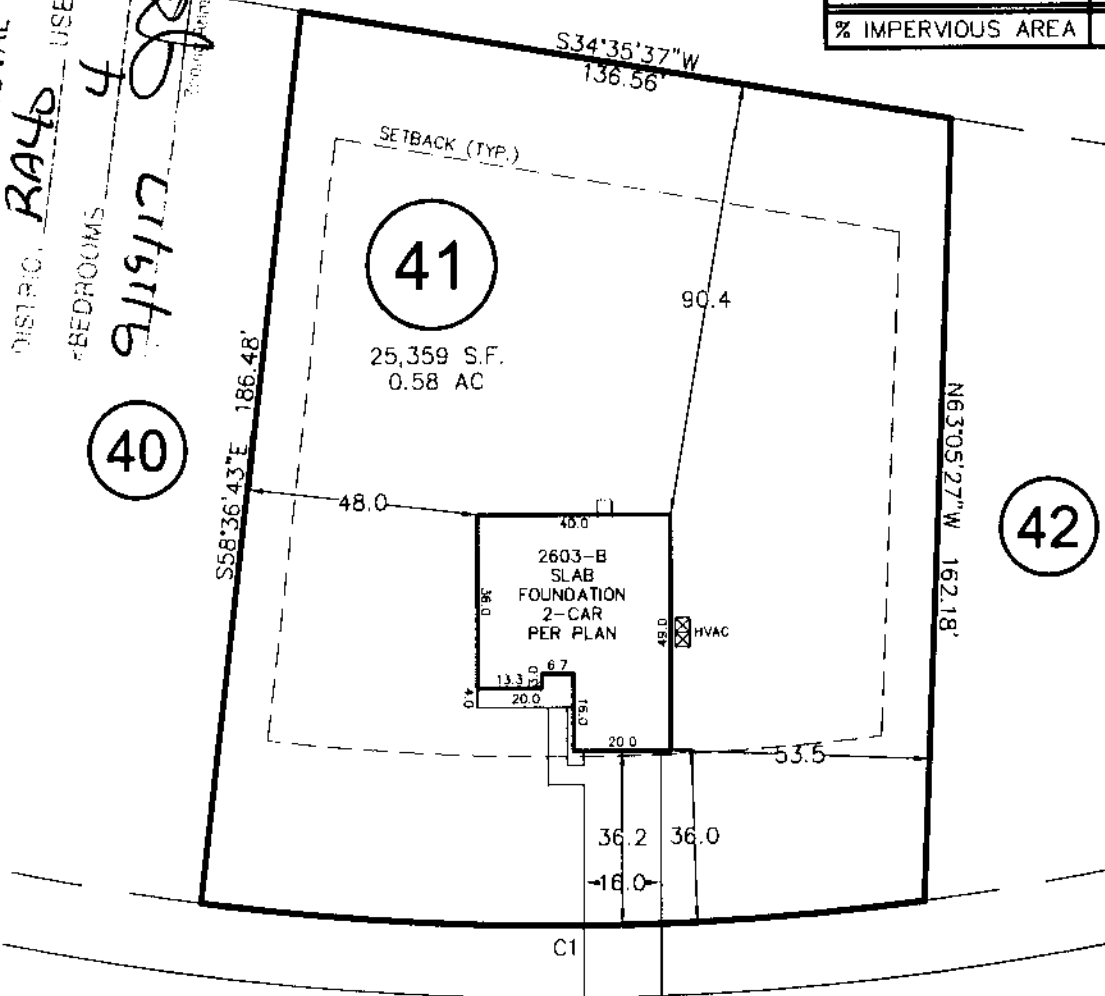 % IMPERVIOUS AREA
S34°35'37"W
136.56'
DISTRIC
RA40
USE
#BEDROOMS
4
SETBACK (TYP.)
41
25,359 S.F.
0.58 AC
90.4
40
S58°36'43"E 186.48'
N63°05'27"W 162.18'
42
48.0
40.0
2603-B
SLAB
FOUNDATION
2-CAR
PER PLAN
36.0
49.0
HVAC
6.7
13.3
3.0
4.0
20.0
16.0
20.0
53.5
36.2
36.0
16.0
C1